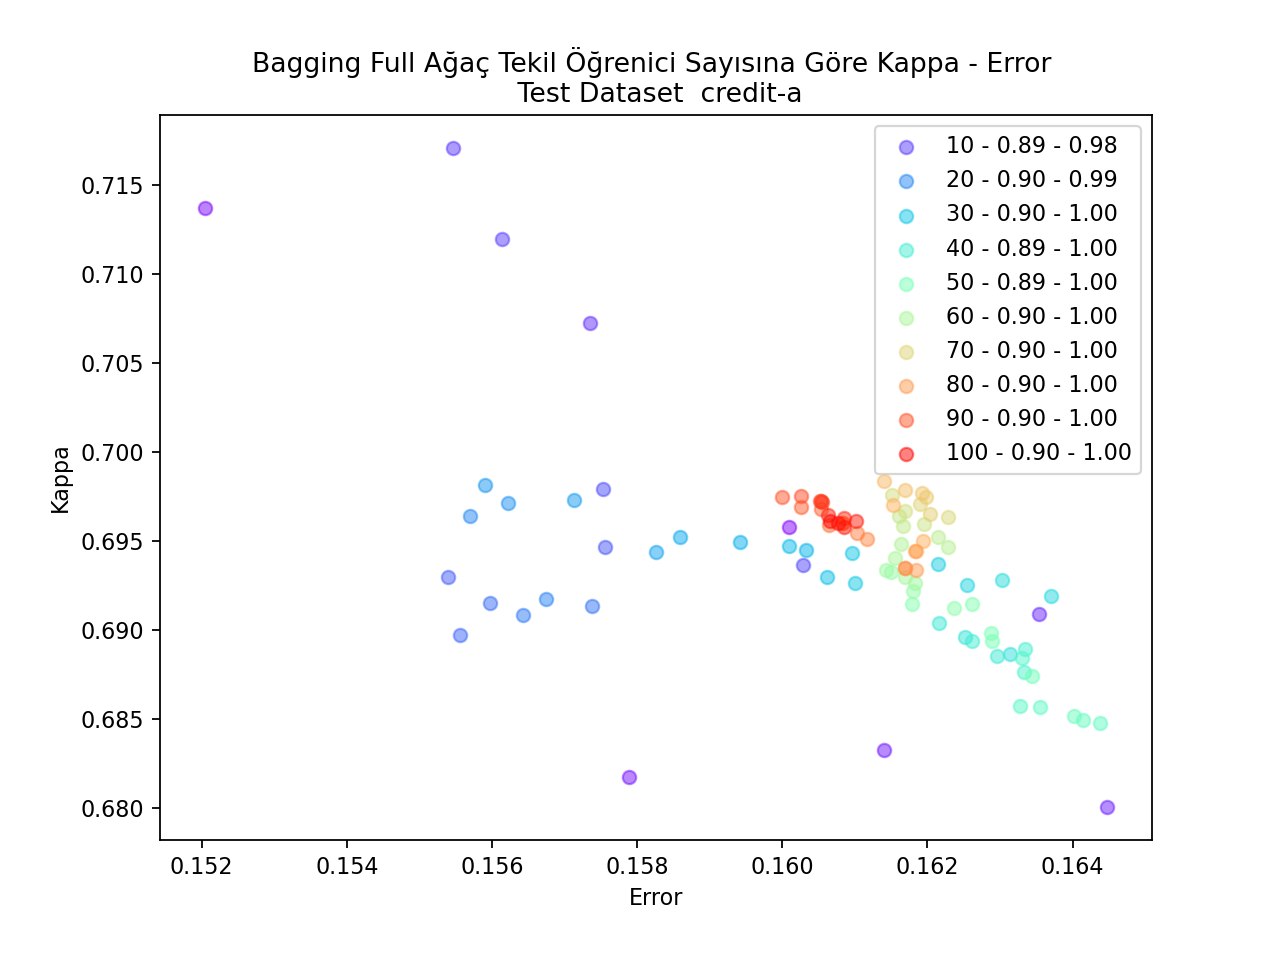 Bagging Full Ağaç Tekil Öğrenici Sayısına Göre Kappa - Error
Test Dataset  credit-a
10 - 0.89 - 0.98
20 - 0.90 - 0.99
30 - 0.90 - 1.00
40 - 0.89 - 1.00
50 - 0.89 - 1.00
60 - 0.90 - 1.00
70 - 0.90 - 1.00
80 - 0.90 - 1.00
90 - 0.90 - 1.00
100 - 0.90 - 1.00
Kappa
0.715
0.710
0.705
0.700
0.695
0.690
0.685
0.680
0.152
0.154
0.156
0.158
0.160
0.162
0.164
Error